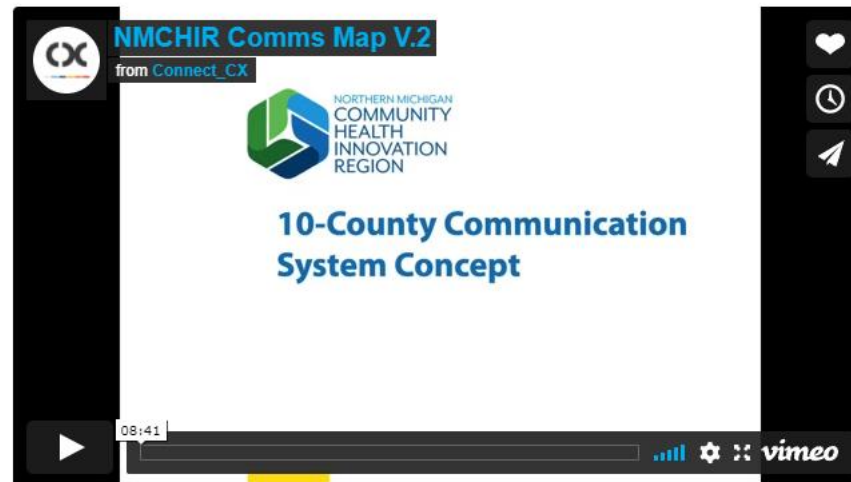 CX
NMCHIR Comms Map V.2
from Connect_CX
NORTHERN MICHIGAN
COMMUNITY
HEALTH
INNOVATION
REGION
10-County Communication
System Concept
08:41
vimeo